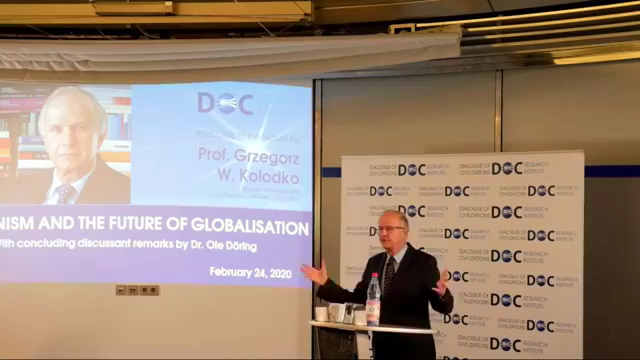 DOC
Prof. Grzegorz
W. Kolodko
NISM AND THE FUTURE OF GLOBALISATION
With concluding discussant remarks by Dr. Ole Döring
February 24, 2020
DIALOGUE OF CIVILIZATIONS DOC RESEARCH INSTITUTE